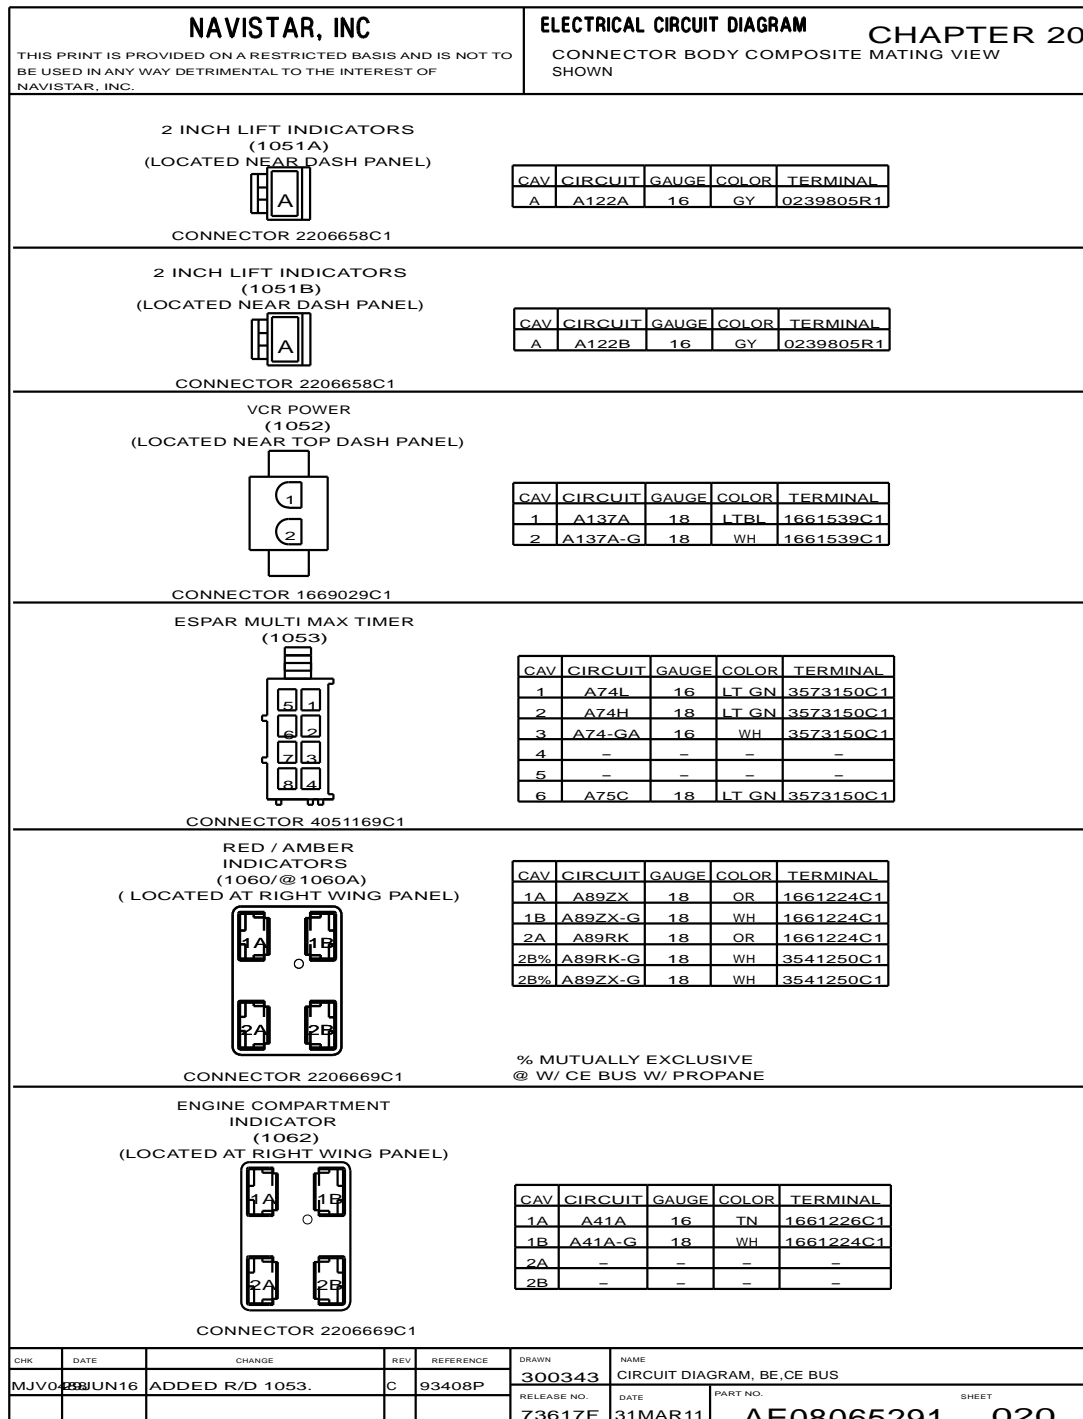 NAVISTAR, INC
THIS PRINT IS PROVIDED ON A RESTRICTED BASIS AND IS NOT TO
BE USED IN ANY WAY DETRIMENTAL TO THE INTEREST OF
NAVISTAR, INC.
ELECTRICAL CIRCUIT DIAGRAM
CHAPTER 20
CONNECTOR BODY COMPOSITE MATING VIEW
SHOWN
2 INCH LIFT INDICATORS
(1051A)
(LOCATED NEAR DASH PANEL)
A
CONNECTOR 2206658C1
CAV CIRCUIT GAUGE COLOR TERMINAL
A A122A 16 GY 0239805R1
2 INCH LIFT INDICATORS
(1051B)
(LOCATED NEAR DASH PANEL)
A
CONNECTOR 2206658C1
CAV CIRCUIT GAUGE COLOR TERMINAL
A A122B 16 GY 0239805R1
VCR POWER
(1052)
(LOCATED NEAR TOP DASH PANEL)
1
2
CONNECTOR 1669029C1
CAV CIRCUIT GAUGE COLOR TERMINAL
1 A137A 18 LTBL 1661539C1
2 A137A-G 18 WH 1661539C1
ESPAR MULTI MAX TIMER
(1053)
5 1
6 2
7 3
8 4
CONNECTOR 4051169C1
CAV CIRCUIT GAUGE COLOR TERMINAL
1 A74L 16 LT GN 3573150C1
2 A74H 18 LT GN 3573150C1
3 A74-GA 16 WH 3573150C1
4 – – – –
5 – – – –
6 A75C 18 LT GN 3573150C1
RED / AMBER
INDICATORS
(1060/@1060A)
( LOCATED AT RIGHT WING PANEL)
1A 1B
2A 2B
CONNECTOR 2206669C1
CAV CIRCUIT GAUGE COLOR TERMINAL
1A A89ZX 18 OR 1661224C1
1B A89ZX-G 18 WH 1661224C1
2A A89RK 18 OR 1661224C1
2B% A89RK-G 18 WH 3541250C1
2B% A89ZX-G 18 WH 3541250C1
% MUTUALLY EXCLUSIVE
@ W/ CE BUS W/ PROPANE
ENGINE COMPARTMENT
INDICATOR
(1062)
(LOCATED AT RIGHT WING PANEL)
1A 1B
2A 2B
CONNECTOR 2206669C1
CAV CIRCUIT GAUGE COLOR TERMINAL
1A A41A 16 TN 1661226C1
1B A41A-G 18 WH 1661224C1
2A – – – –
2B – – – –
CHK DATE CHANGE REV REFERENCE
ADDED R/D 1053. C 93408P
DRAWN
300343
NAME
CIRCUIT DIAGRAM, BE,CE BUS
RELEASE NO.
73617F
DATE
31MAR11
PART NO.
AE08065291
SHEET
020